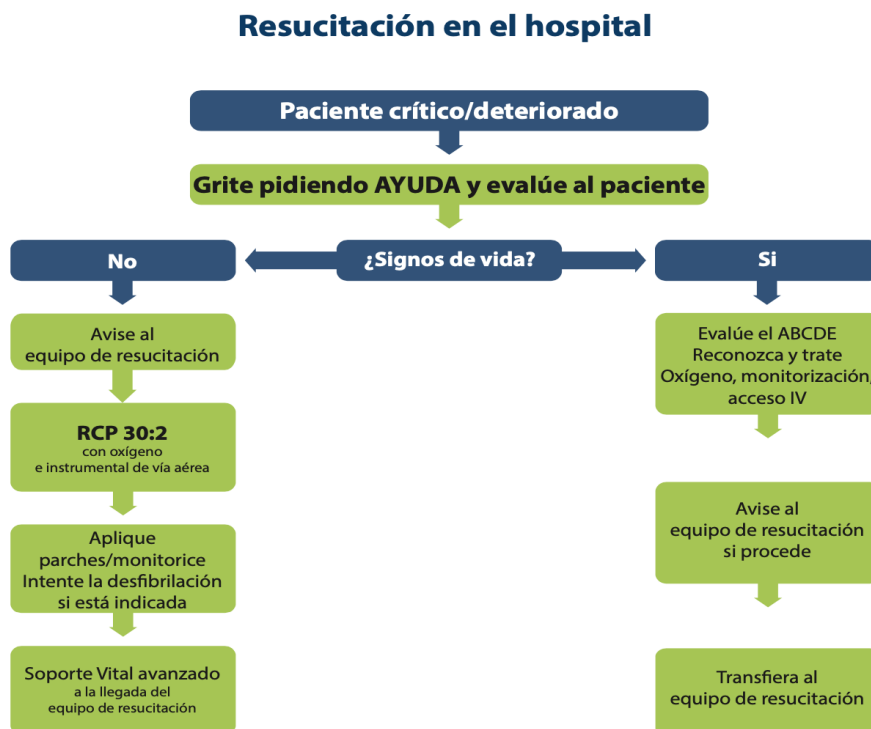 Resucitación en el hospital
Paciente crítico/deteriorado
Grite pidiendo AYUDA y evalúe al paciente
¿Signos de vida?
No
Avise al
equipo de resucitación
RCP 30:2
con oxígeno
e instrumental de vía aérea
Aplique
parches/monitorice
Intente la desfibrilación
si está indicada
Soporte Vital avanzado
a la llegada del
equipo de resucitación
Si
Evalúe el ABCDE
Reconozca y trate
Oxígeno, monitorización,
acceso IV
Avise al
equipo de resucitación
si procede
Transfiera al
equipo de resucitación